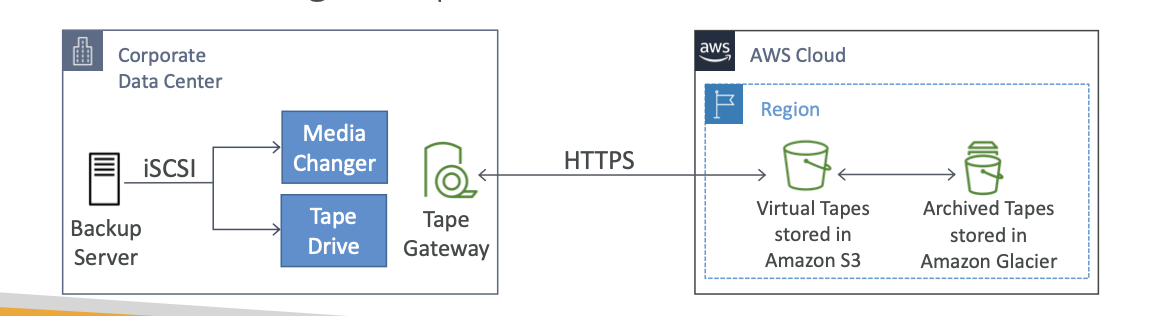 Corporate
Data Center
iSCSI
Backup
Server
Media
Changer
Tape
Drive
Tape
Gateway
HTTPS
aws
AWS Cloud
Region
Virtual Tapes
stored in
Amazon S3
Archived Tapes
stored in
Amazon Glacier